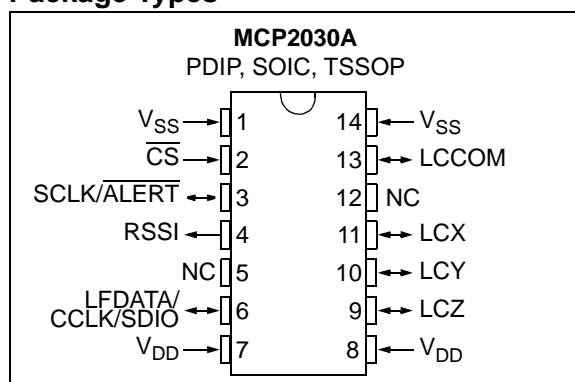 Package Types
MCP2030A
PDIP, SOIC, TSSOP
VSS 1 14 VSS
CS 2 13 LCCOM
SCLK/ALERT 3 12 NC
RSSI 4 11 LCX
NC 5 10 LCY
LFDATA/
CCLK/SDIO 6 9 LCZ
VDD 7 8 VDD